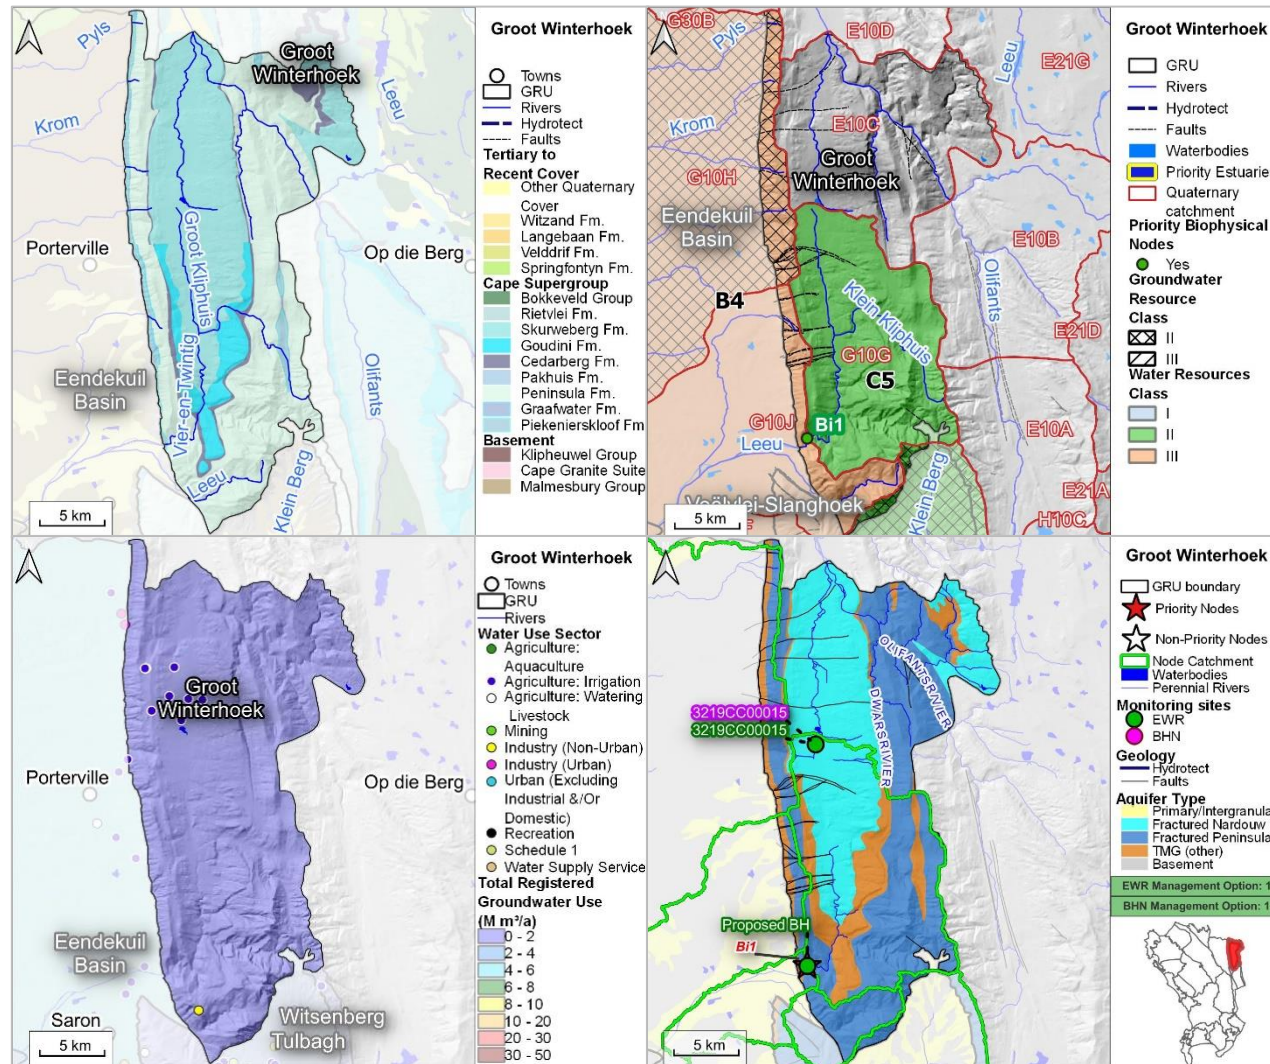 Groot Winterhoek
Pyls
Groot
Winterhoek
Leeu
Krom
Porterville
Groot Kliphuis
Op die Berg
Vier-en-Twintig
Eendekuil
Basin
Olifants
Leeu
Klein Berg
5 km
Towns
GRU
Rivers
Hydrotect
Faults
Tertiary to
Recent Cover
Other Quaternary
Cover
Witzand Fm.
Langebaan Fm.
Velddrif Fm.
Springfontyn Fm.
Cape Supergroup
Bokkeveld Group
Rietvlei Fm.
Skurweberg Fm.
Goudini Fm.
Cedarberg Fm.
Pakhuis Fm.
Peninsula Fm.
Graafwater Fm.
Piekenierskloof Fm.
Basement
Klipheuwel Group
Cape Granite Suite
Malmesbury Group
Groot Winterhoek
G30B
E10D
Pyls
Leeu
E21G
Krom
E10C
Groot
Winterhoek
G10H
Eendekuil
Basin
E10B
Olifants
B4
Klein Kliphuis
E21D
G10G
C5
G10J
Bi1
Leeu
E10A
E21A
Voëlvlei-Slanghoek
Klein Berg
H10C
5 km
GRU
Rivers
Hydrotect
Faults
Waterbodies
Priority Estuarie
Quaternary
catchment
Priority Biophysical
Nodes
Yes
Groundwater
Resource
Class
II
III
Water Resources
Class
I
II
III
Groot Winterhoek
Groot
Winterhoek
Porterville
Op die Berg
Eendekuil
Basin
Saron
Witsenberg
Tulbagh
5 km
Towns
GRU
Rivers
Water Use Sector
Agriculture:
Aquaculture
Agriculture: Irrigation
Agriculture: Watering
Livestock
Mining
Industry (Non-Urban)
Industry (Urban)
Urban (Excluding
Industrial &/Or
Domestic)
Recreation
Schedule 1
Water Supply Service
Total Registered
Groundwater Use
(M m³/a)
0 - 2
2 - 4
4 - 6
6 - 8
8 - 10
10 - 20
20 - 30
30 - 50
Groot Winterhoek
OLIFANTSRIVIER
DWARSRIVIER
3219CC00015
3219CC00015
Proposed BH
Bi1
5 km
GRU boundary
Priority Nodes
Non-Priority Nodes
Node Catchment
Waterbodies
Perennial Rivers
Monitoring sites
EWR
BHN
Geology
Hydrotect
Faults
Aquifer Type
Primary/Intergranula
Fractured Nardouw
Fractured Peninsula
TMG (other)
Basement
EWR Management Option: 1
BHN Management Option: 1